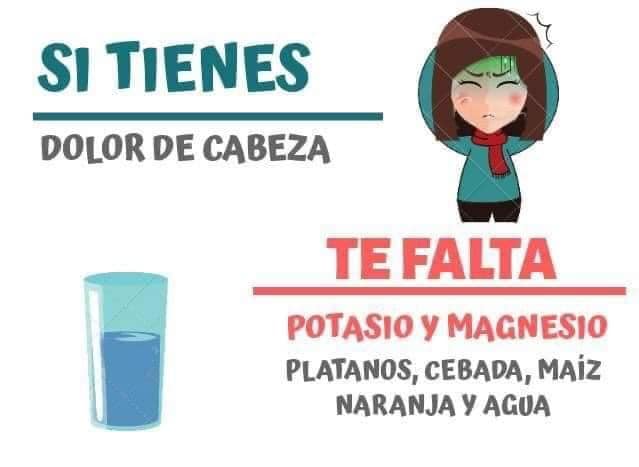 SI TIENES
DOLOR DE CABEZA
TE FALTA
POTASIO Y MAGNESIO
PLATANOS, CEBADA, MAÍZ
NARANJA Y AGUA